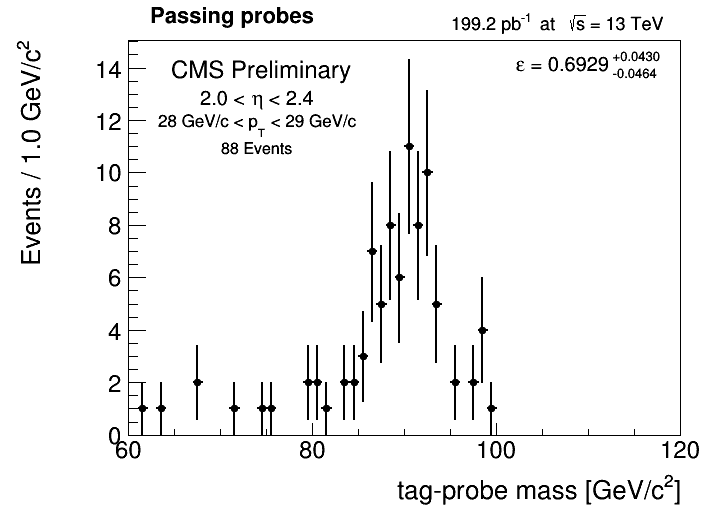 Passing probes
199.2 pb⁻¹ at √s = 13 TeV
CMS Preliminary
ε = 0.6929 +0.0430 -0.0464
2.0 < η < 2.4
28 GeV/c < p_T < 29 GeV/c
88 Events
Events / 1.0 GeV/c²
14
12
10
8
6
4
2
0
60 80 100 120
tag-probe mass [GeV/c²]